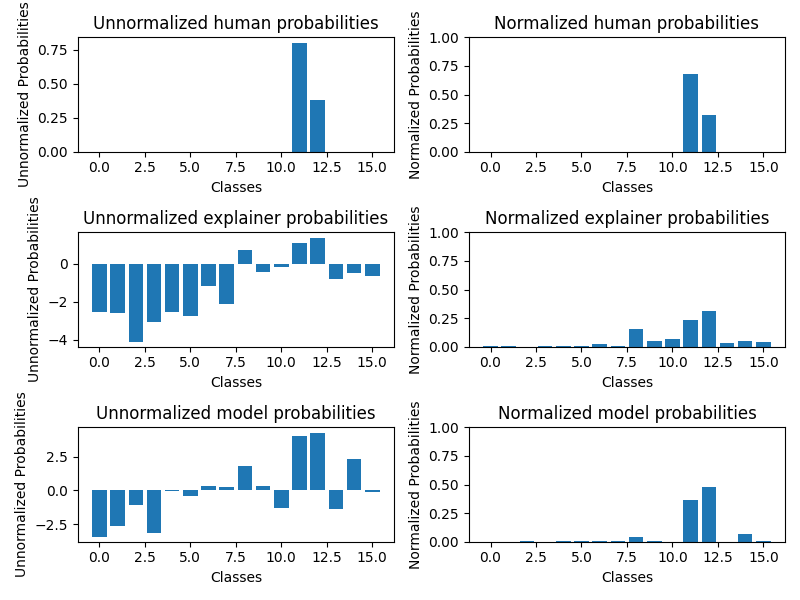 Unnormalized human probabilities
Unnormalized Probabilities
0.75
0.50
0.25
0.00
0.0 2.5 5.0 7.5 10.0 12.5 15.0
Classes
Normalized human probabilities
Normalized Probabilities
1.00
0.75
0.50
0.25
0.00
0.0 2.5 5.0 7.5 10.0 12.5 15.0
Classes
Unnormalized explainer probabilities
Unnormalized Probabilities
0
−2
−4
0.0 2.5 5.0 7.5 10.0 12.5 15.0
Classes
Normalized explainer probabilities
Normalized Probabilities
1.00
0.75
0.50
0.25
0.00
0.0 2.5 5.0 7.5 10.0 12.5 15.0
Classes
Unnormalized model probabilities
Unnormalized Probabilities
2.5
0.0
−2.5
0.0 2.5 5.0 7.5 10.0 12.5 15.0
Classes
Normalized model probabilities
Normalized Probabilities
1.00
0.75
0.50
0.25
0.00
0.0 2.5 5.0 7.5 10.0 12.5 15.0
Classes